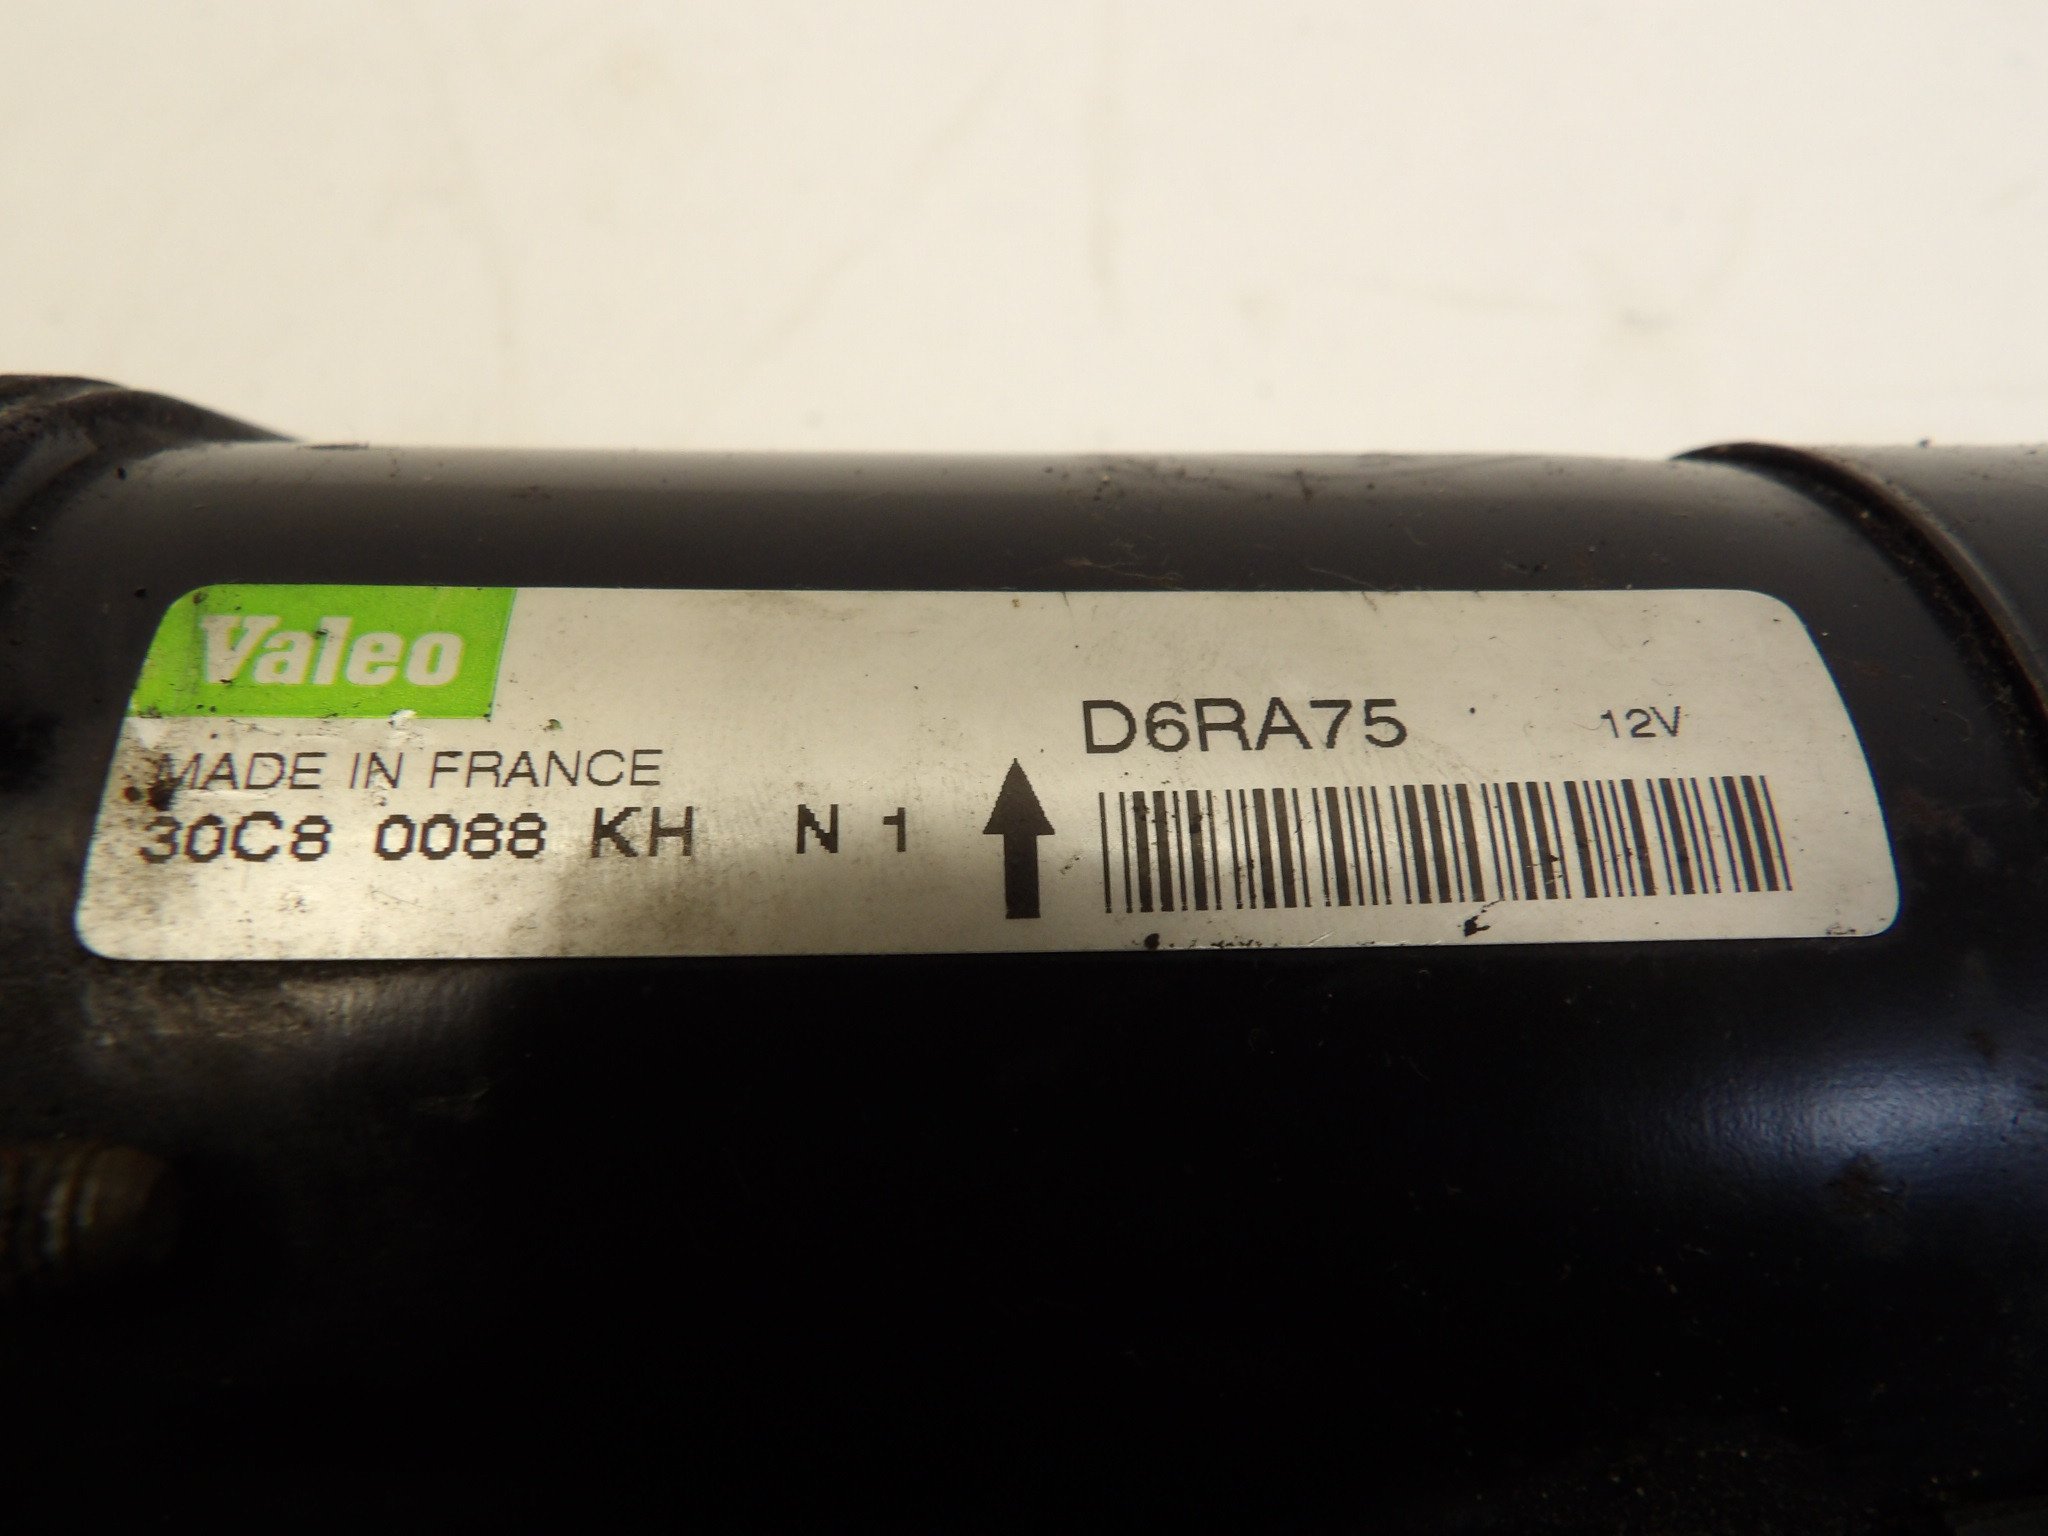 Valeo
MADE IN FRANCE
30C8 0088 KH N 1
D6RA75 12V